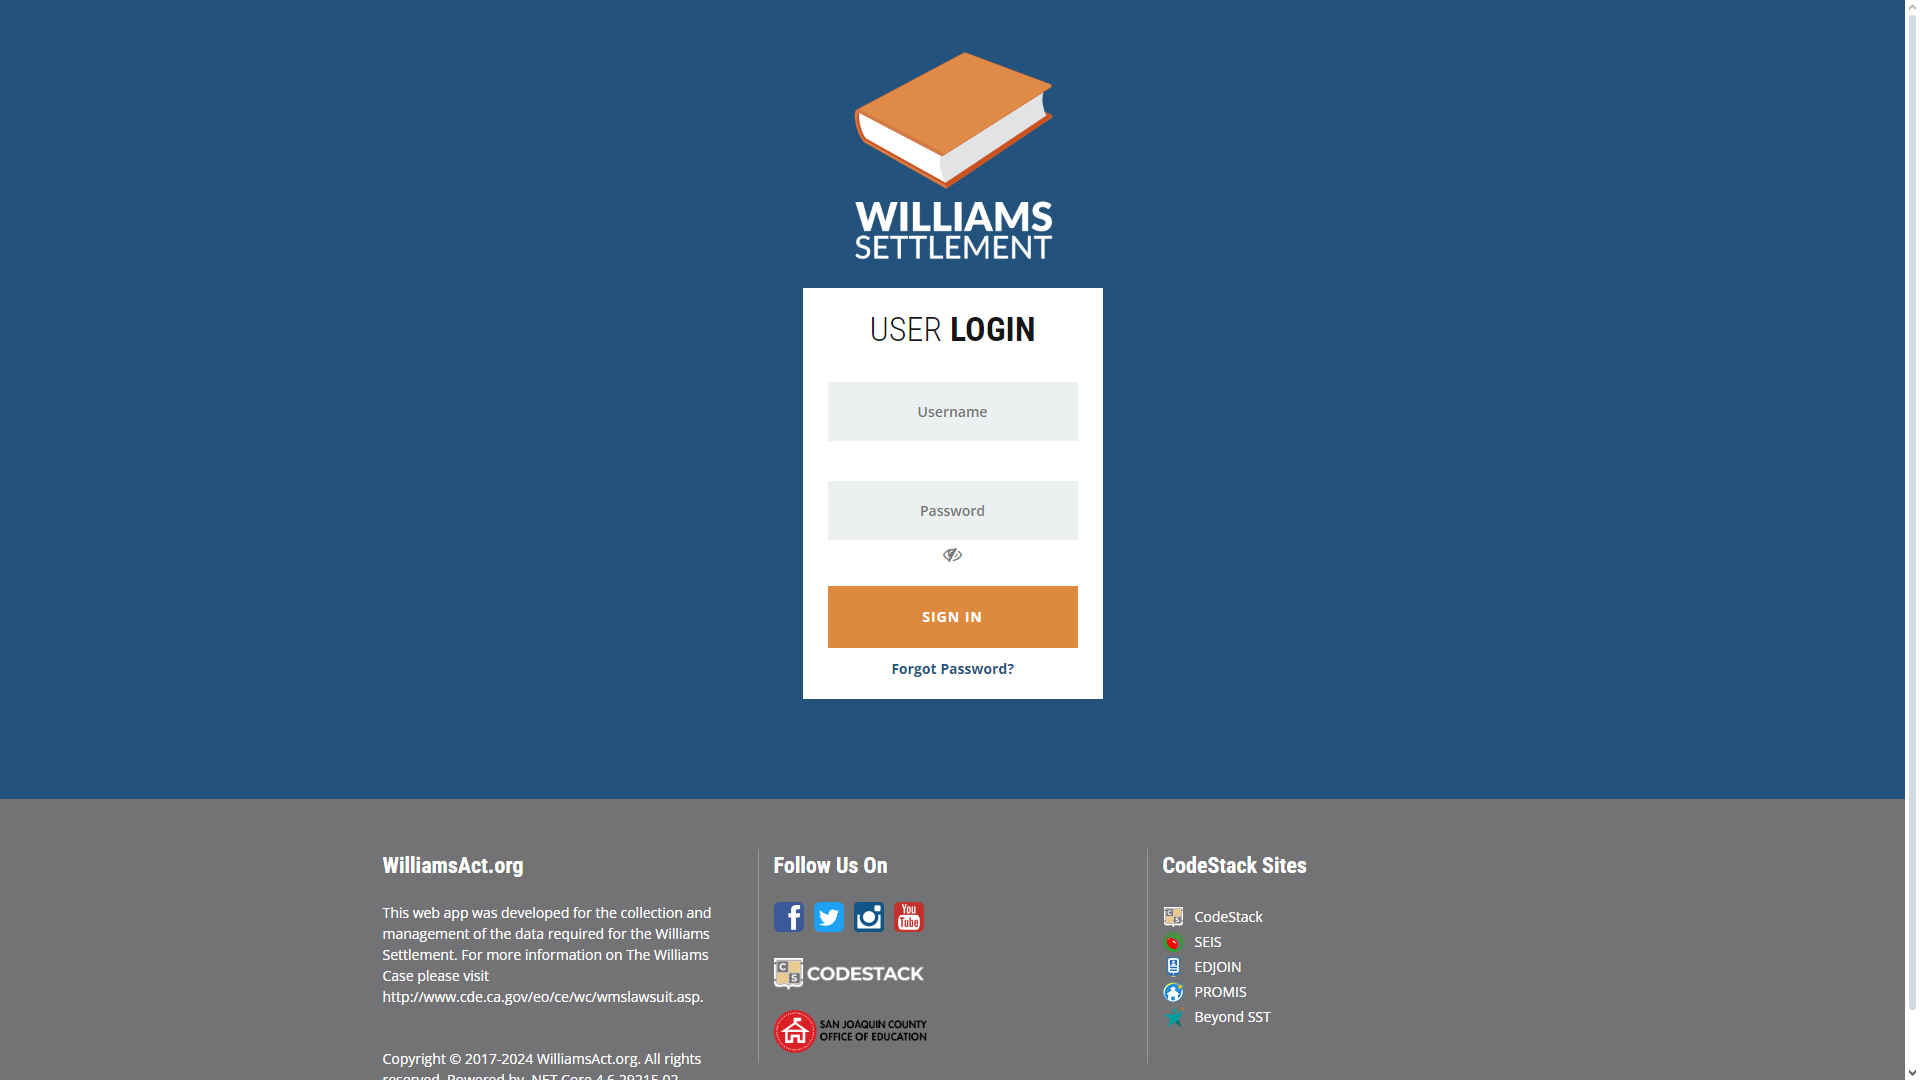 WILLIAMS
SETTLEMENT
USER LOGIN
Username
Password
SIGN IN
Forgot Password?
WilliamsAct.org
This web app was developed for the collection and
management of the data required for the Williams
Settlement. For more information on The Williams
Case please visit
http://www.cde.ca.gov/eo/ce/wc/wmslawsuit.asp.
Copyright © 2017-2024 WilliamsAct.org. All rights
reserved. Powered by .NET Core 4.6.29215.02
Follow Us On
f
You
Tube
CS CODESTACK
SAN JOAQUIN COUNTY
OFFICE OF EDUCATION
CodeStack Sites
CodeStack
SEIS
EDJOIN
PROMIS
Beyond SST